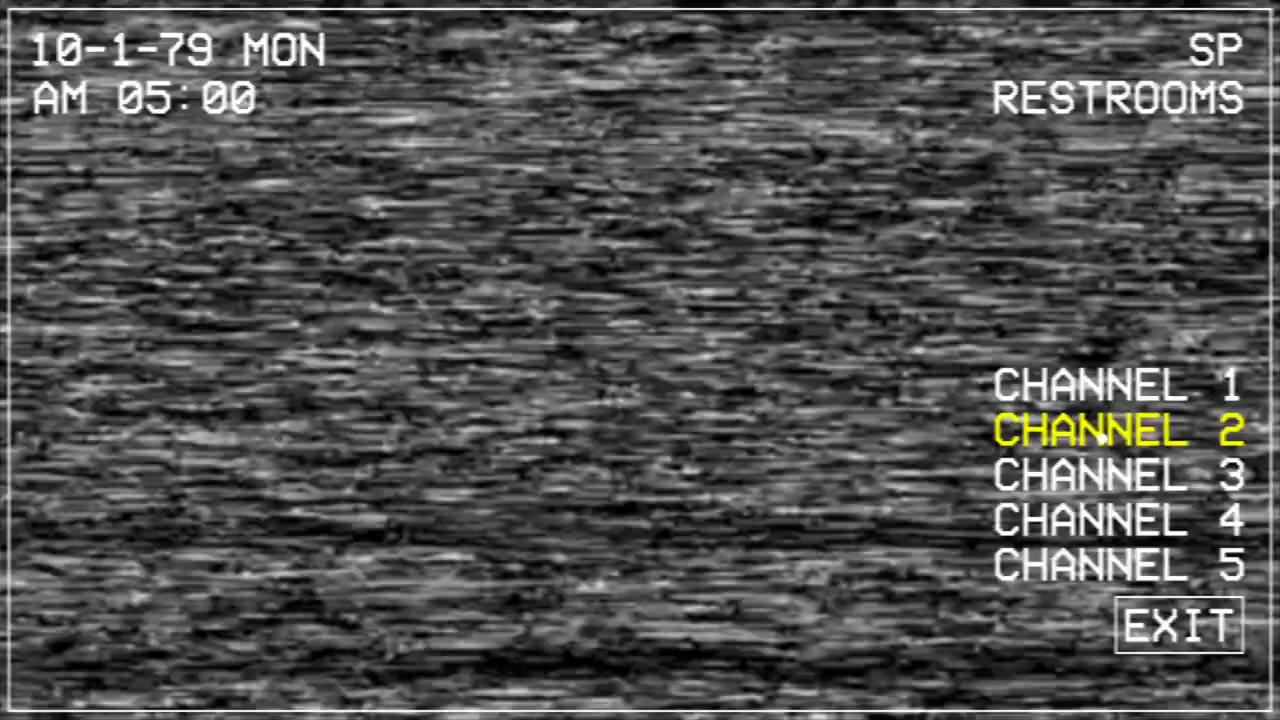 10-1-79 MON
AM 05:00
SP
RESTROOMS
CHANNEL 1
CHANNEL 2
CHANNEL 3
CHANNEL 4
CHANNEL 5
EXIT